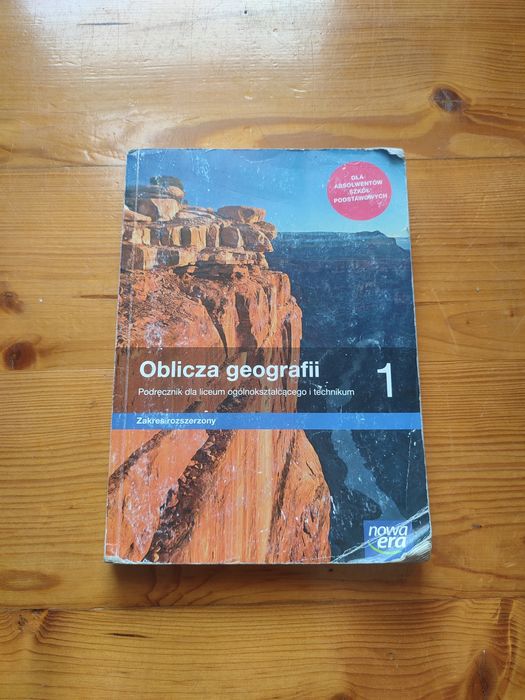 DLA
ABSOLWENTÓW
SZKÓŁ
PODSTAWOWYCH
Oblicza geografii 1
Podręcznik dla liceum ogólnokształcącego i technikum
Zakres rozszerzony
nowa
era